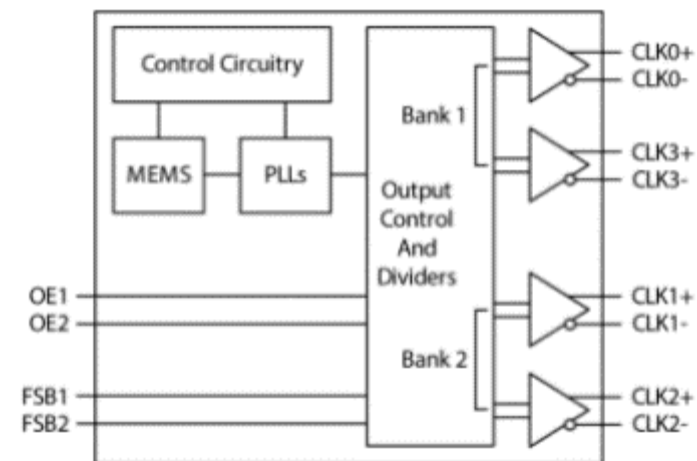 Control Circuitry
MEMS
PLLs
Bank 1
Output
Control
And
Dividers
Bank 2
OE1
OE2
FSB1
FSB2
CLK0+
CLK0-
CLK3+
CLK3-
CLK1+
CLK1-
CLK2+
CLK2-